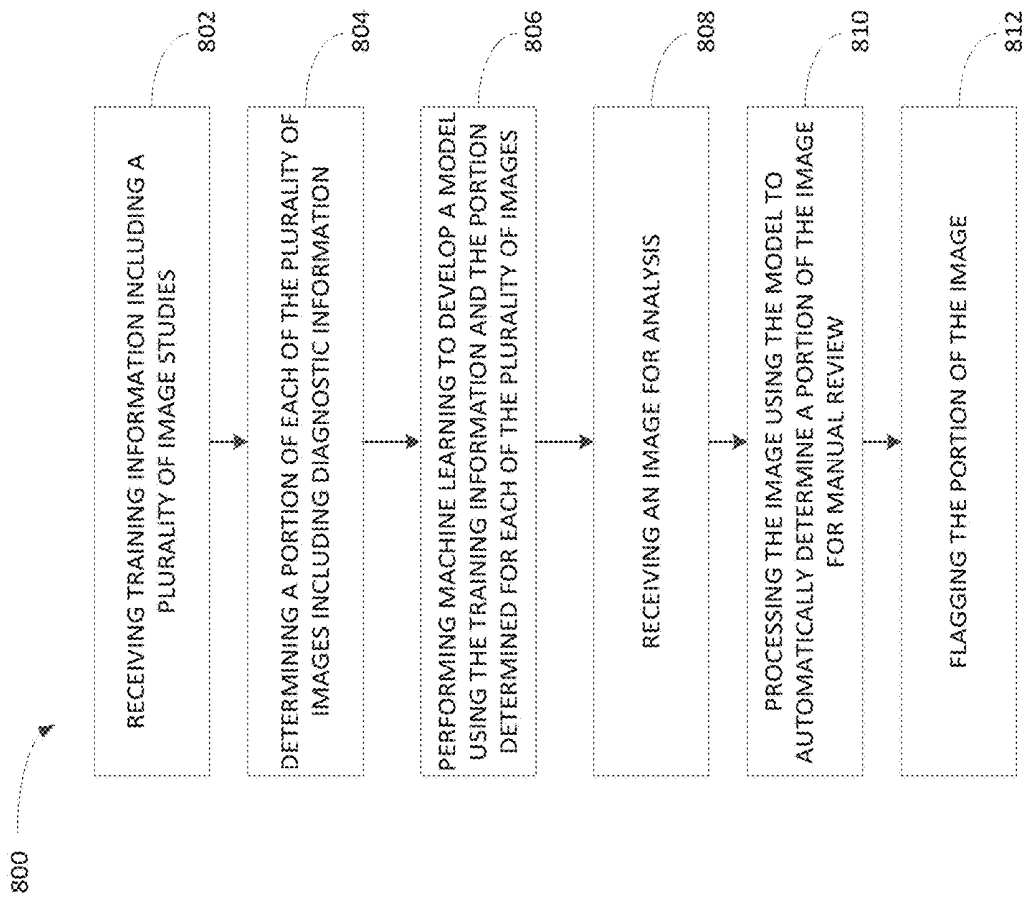 800
RECEIVING TRAINING INFORMATION INCLUDING A
PLURALITY OF IMAGE STUDIES
802
DETERMINING A PORTION OF EACH OF THE PLURALITY OF
IMAGES INCLUDING DIAGNOSTIC INFORMATION
804
PERFORMING MACHINE LEARNING TO DEVELOP A MODEL
USING THE TRAINING INFORMATION AND THE PORTION
DETERMINED FOR EACH OF THE PLURALITY OF IMAGES
806
RECEIVING AN IMAGE FOR ANALYSIS
808
PROCESSING THE IMAGE USING THE MODEL TO
AUTOMATICALLY DETERMINE A PORTION OF THE IMAGE
FOR MANUAL REVIEW
810
FLAGGING THE PORTION OF THE IMAGE
812